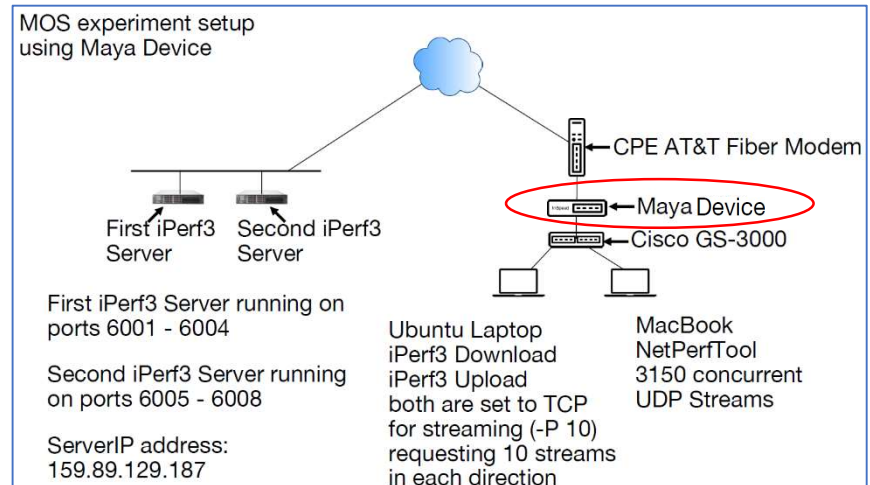 MOS experiment setup
using Maya Device
CPE AT&T Fiber Modem
Maya Device
Cisco GS-3000
First iPerf3
Server
Second iPerf3
Server
First iPerf3 Server running on
ports 6001 - 6004
Second iPerf3 Server running
on ports 6005 - 6008
ServerIP address:
159.89.129.187
Ubuntu Laptop
iPerf3 Download
iPerf3 Upload
both are set to TCP
for streaming (-P 10)
requesting 10 streams
in each direction
MacBook
NetPerfTool
3150 concurrent
UDP Streams